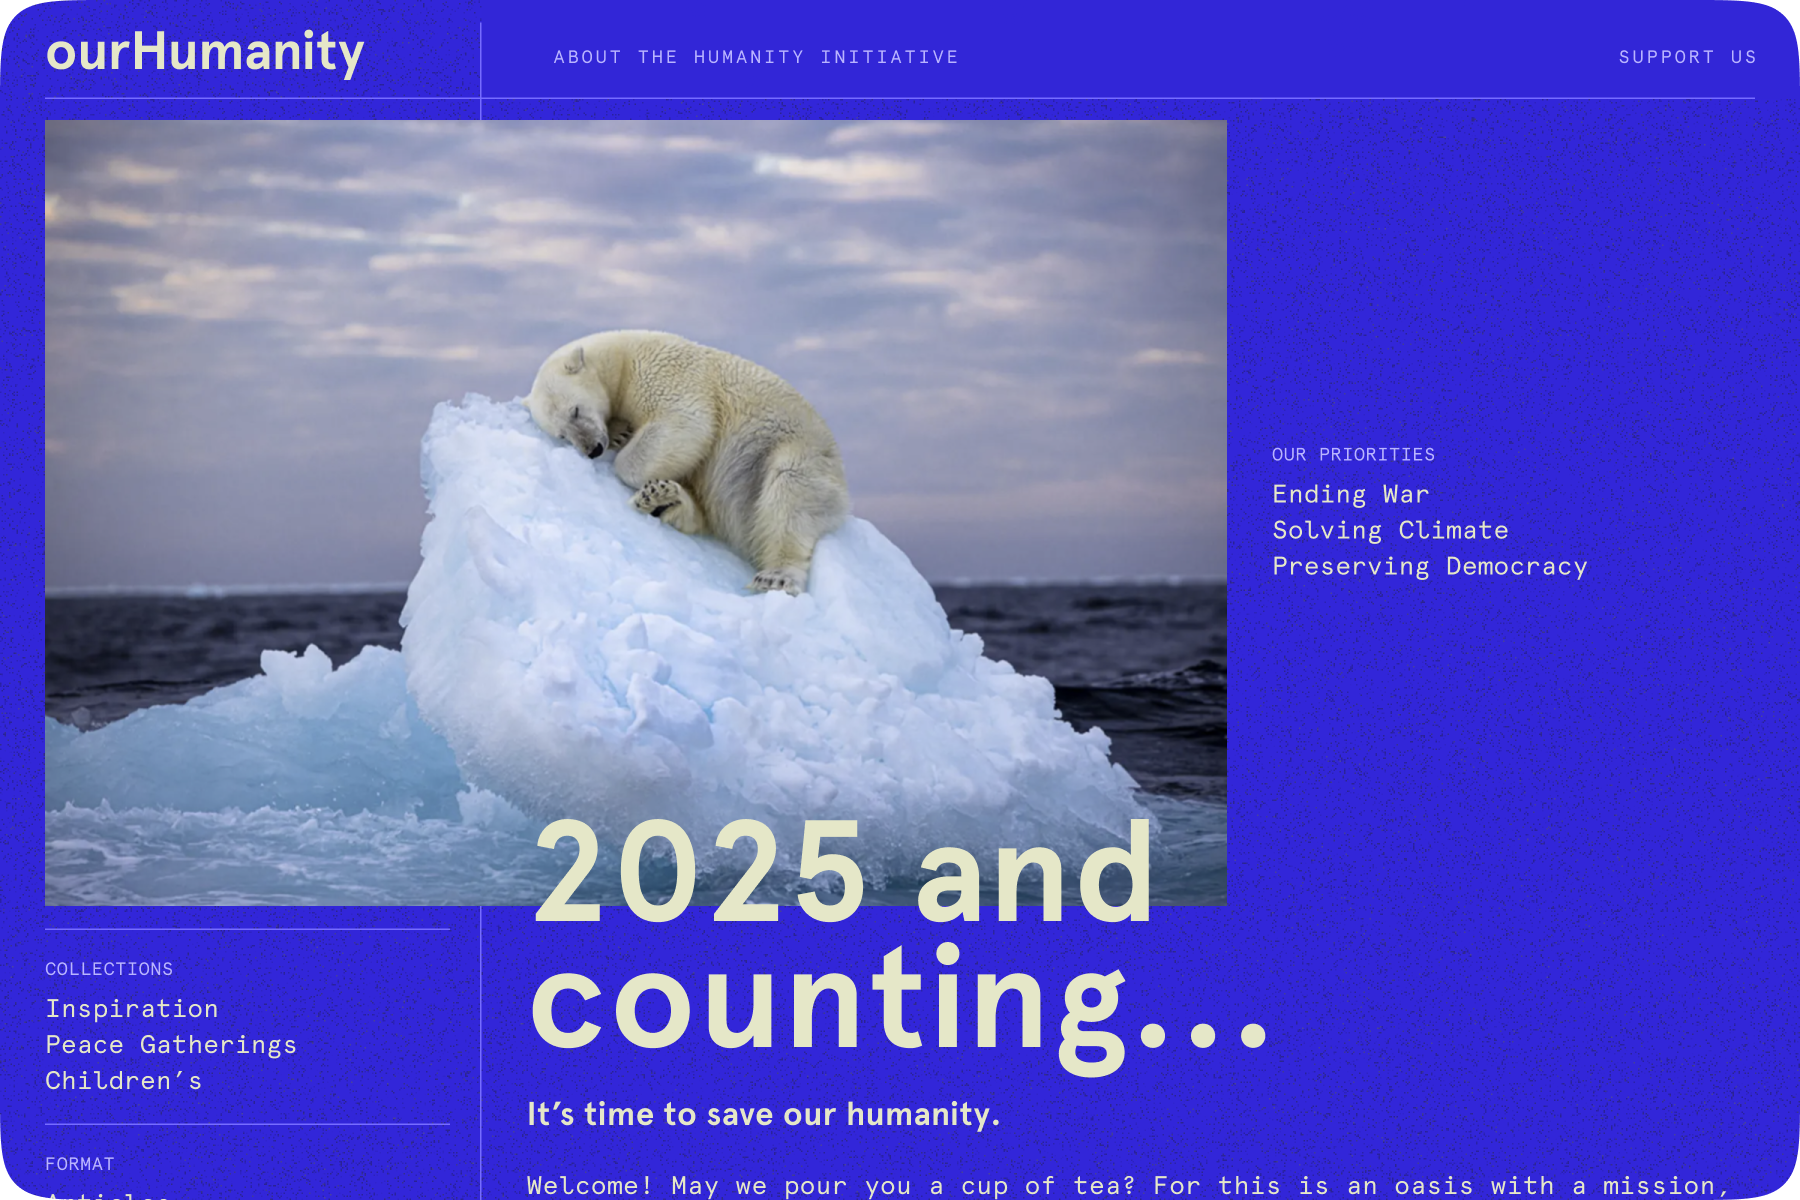 ourHumanity
ABOUT THE HUMANITY INITIATIVE
SUPPORT US
OUR PRIORITIES
Ending War
Solving Climate
Preserving Democracy
2025 and
counting...
It’s time to save our humanity.
Welcome! May we pour you a cup of tea? For this is an oasis with a mission,
COLLECTIONS
Inspiration
Peace Gatherings
Children’s
FORMAT
Articles